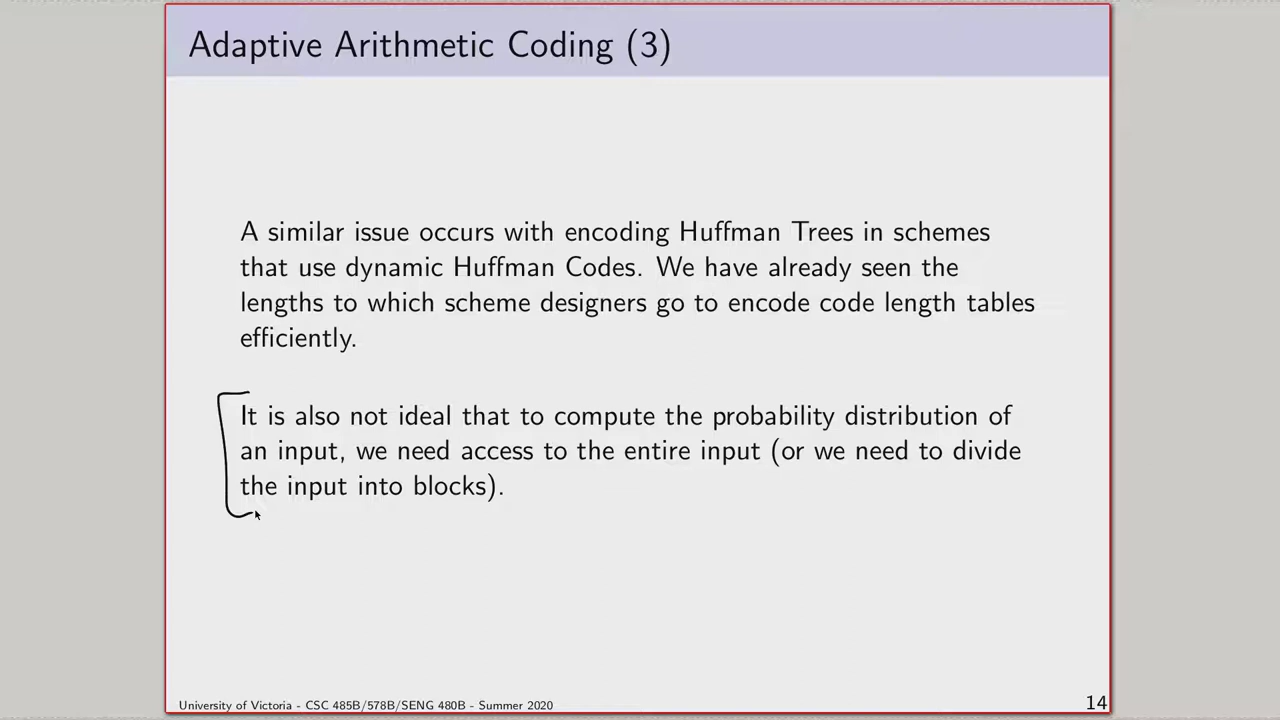 Adaptive Arithmetic Coding (3)
A similar issue occurs with encoding Huffman Trees in schemes
that use dynamic Huffman Codes. We have already seen the
lengths to which scheme designers go to encode code length tables
efficiently.
It is also not ideal that to compute the probability distribution of
an input, we need access to the entire input (or we need to divide
the input into blocks).
University of Victoria - CSC 485B/578B/SENG 480B - Summer 2020
14